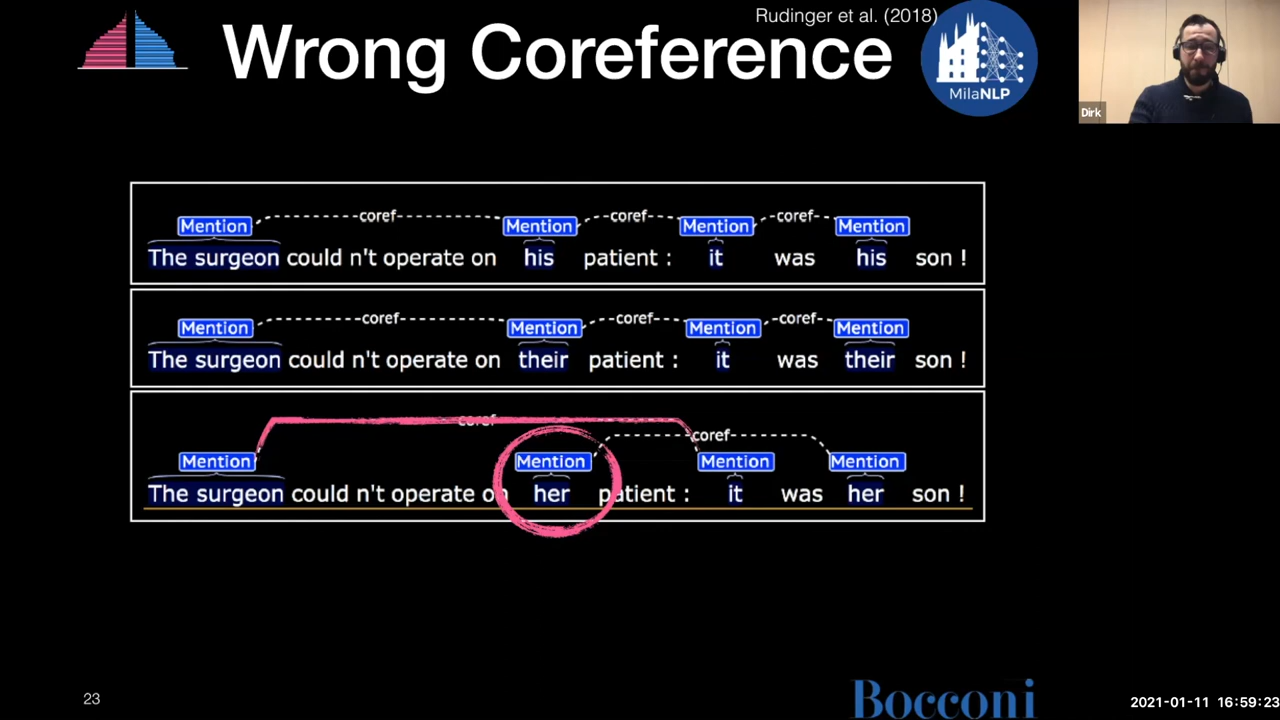 Rudinger et al. (2018)
Wrong Coreference
MilaNLP
Dirk
coref coref coref
Mention Mention Mention Mention
The surgeon could n't operate on his patient : it was his son !
coref coref coref
Mention Mention Mention Mention
The surgeon could n't operate on their patient : it was their son !
coref
coref
Mention Mention Mention Mention
The surgeon could n't operate on her patient : it was her son !
23
Bocconi
2021-01-11 16:59:23